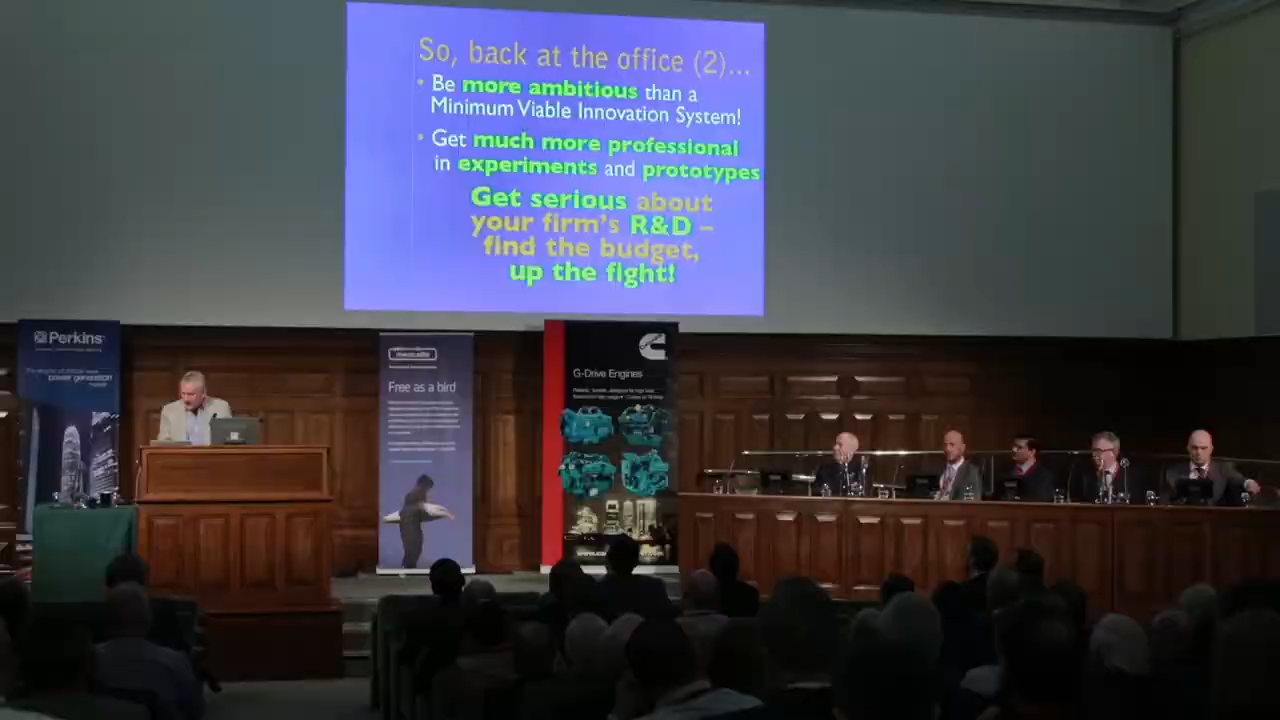 So, back at the office (2)...
• Be more ambitious than a
Minimum Viable Innovation System!
• Get much more professional
in experiments and prototypes
Get serious about
your firm's R&D –
find the budget,
up the fight!
Perkins
power generation
Free as a bird
G-Drive Engines